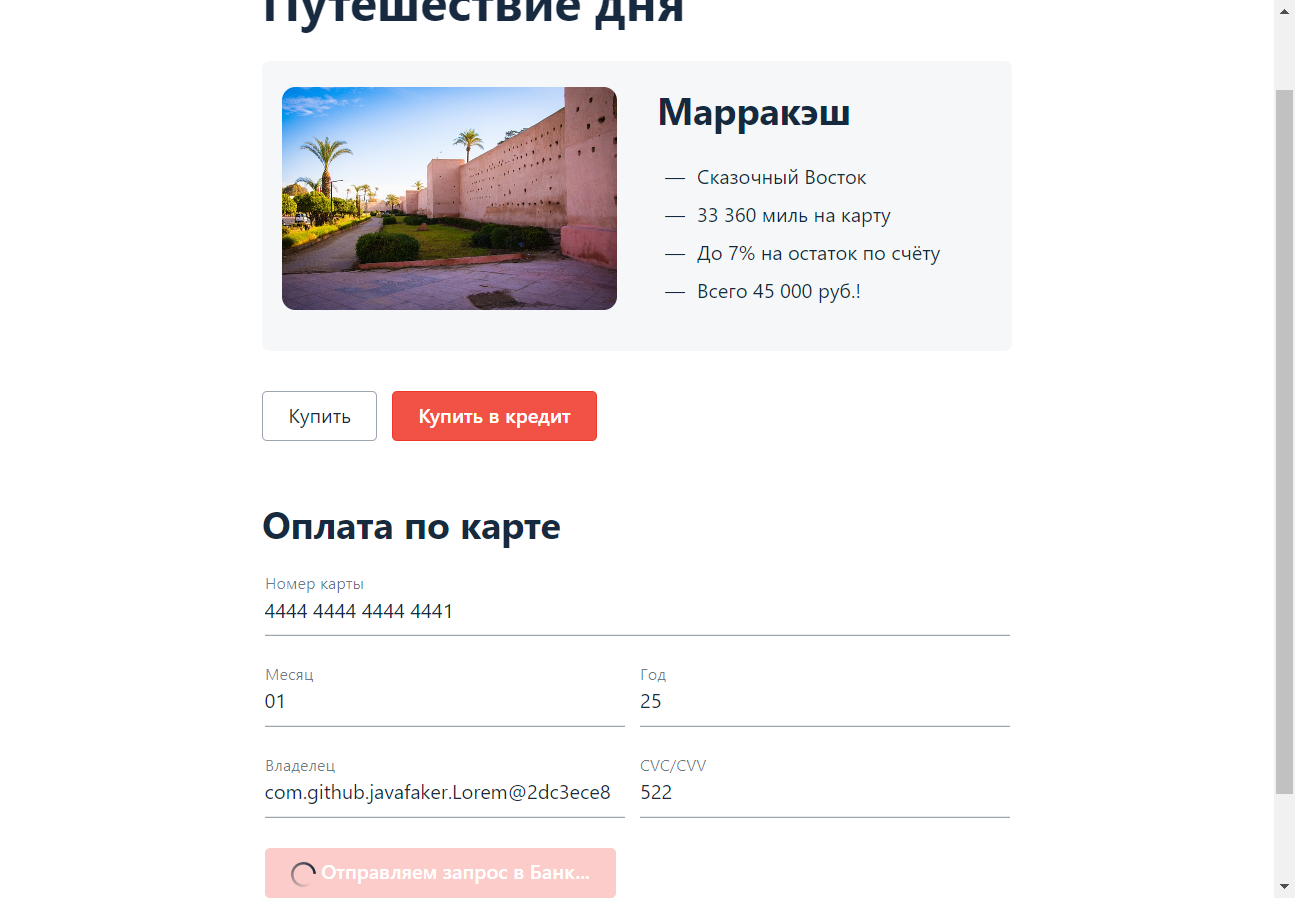 Путешествие дня
Марракэш
— Сказочный Восток
— 33 360 миль на карту
— До 7% на остаток по счёту
— Всего 45 000 руб.!
Купить
Купить в кредит
Оплата по карте
Номер карты
4444 4444 4444 4441
Месяц
Год
01
25
Владелец
CVC/CVV
com.github.javafaker.Lorem@2dc3ece8
522
Отправляем запрос в Банк...